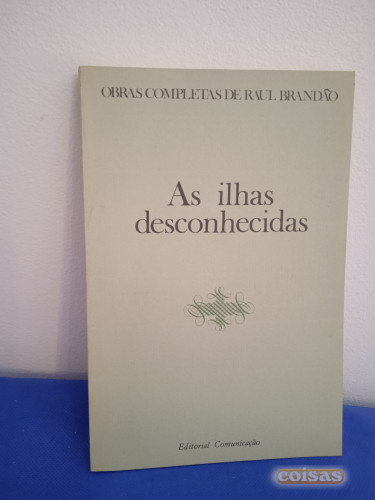 OBRAS COMPLETAS DE RAUL BRANDÃO
As ilhas
desconhecidas
Editorial Comunicação
coisas